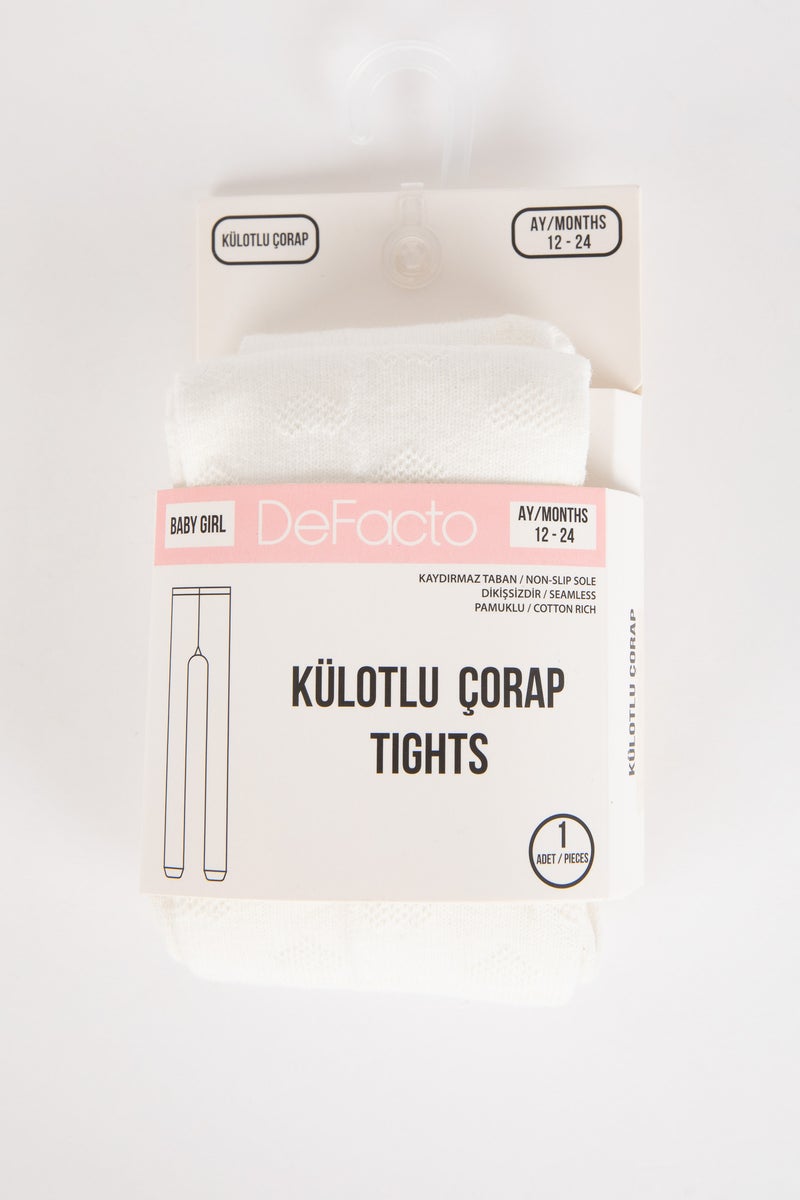 KÜLOTLU ÇORAP
AY/MONTHS
12 - 24
BABY GIRL
DeFacto
AY/MONTHS
12 - 24
KAYDIRMAZ TABAN / NON-SLIP SOLE
DİKİŞSİZDİR / SEAMLESS
PAMUKLU / COTTON RICH
KÜLOTLU ÇORAP
TIGHTS
1
ADET / PIECES
KÜLOTLU ÇORAP